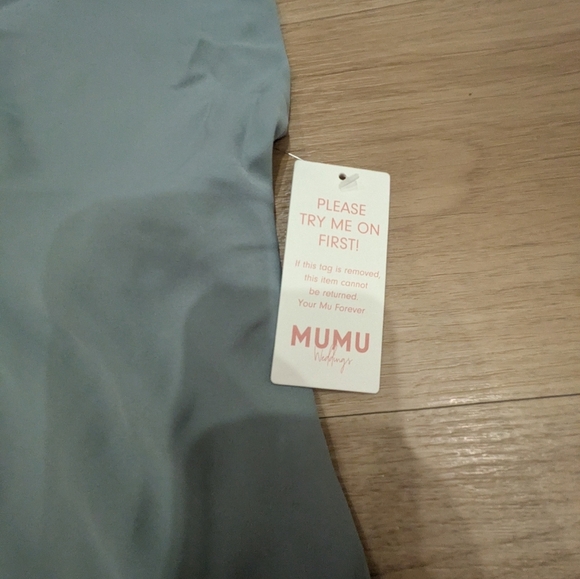 PLEASE
TRY ME ON
FIRST!
If this tag is removed,
this item cannot
be returned.
Your Mu Forever
MUMU
Weddings